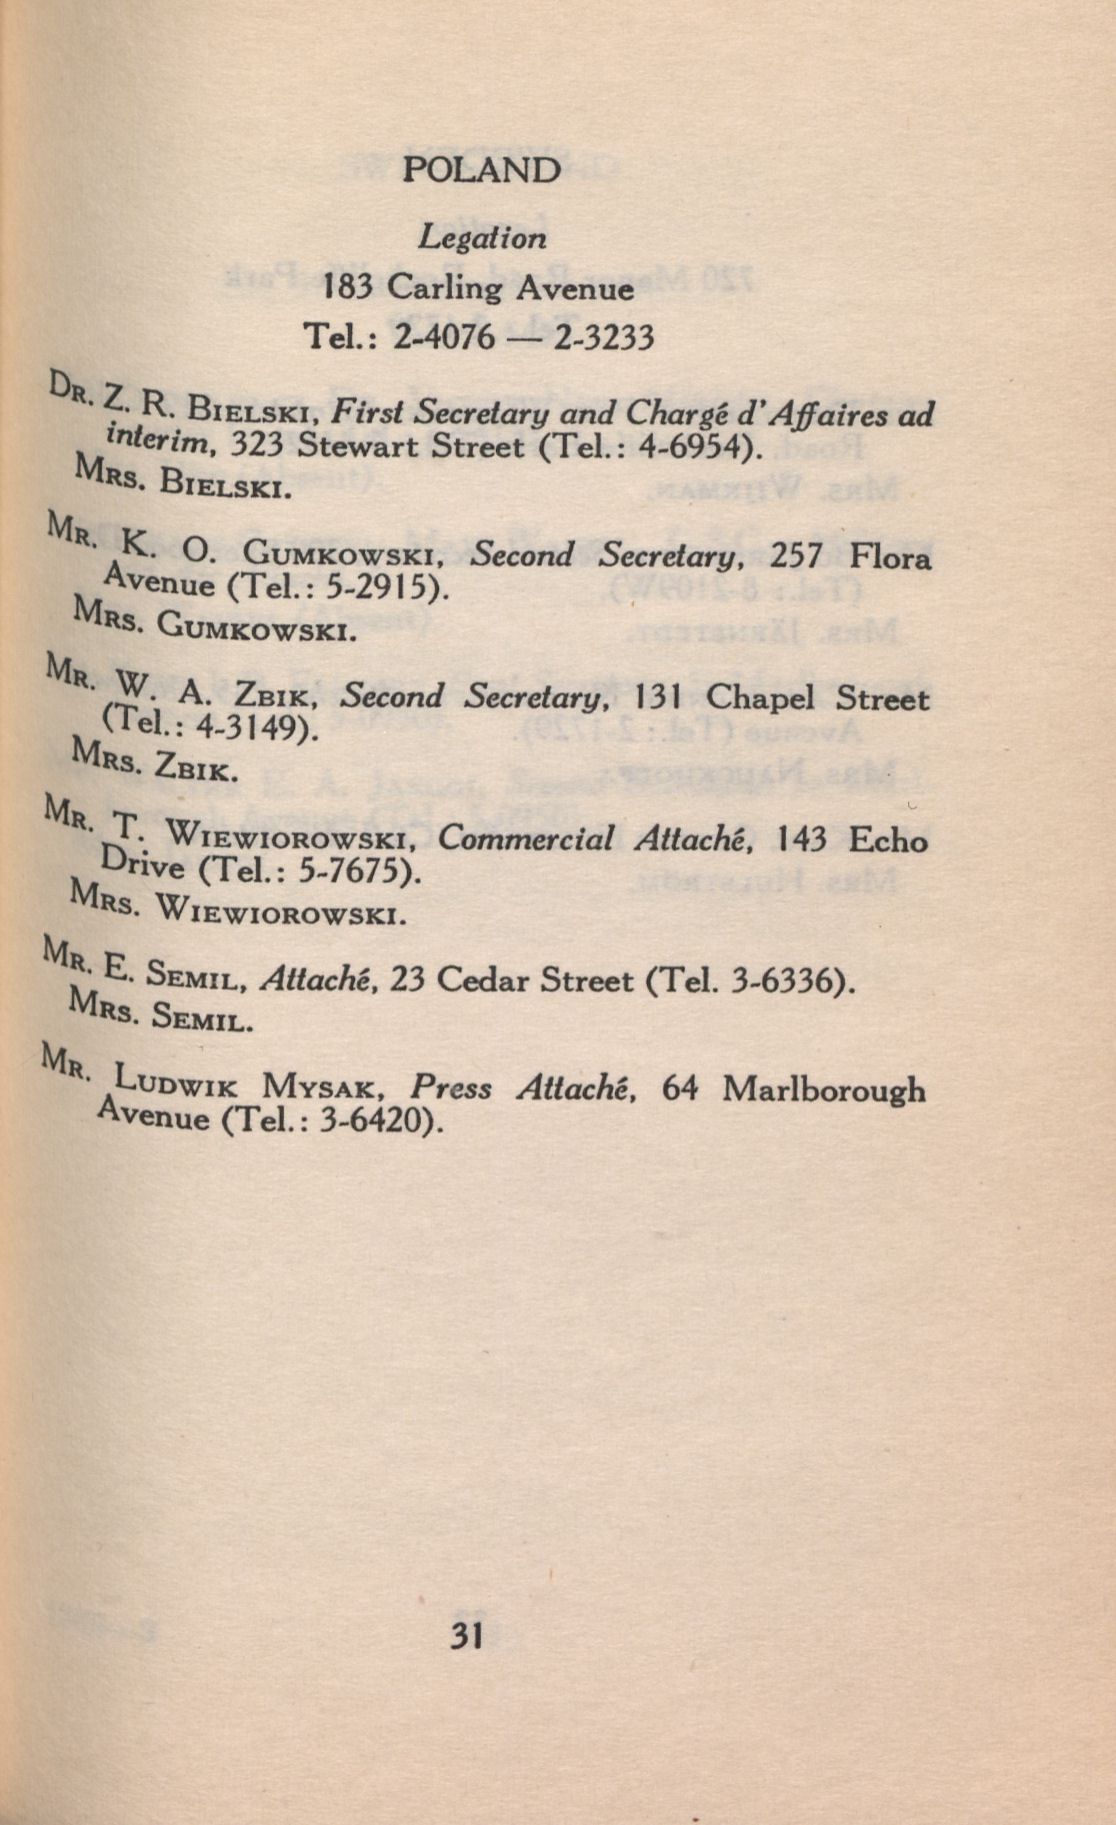 POLAND
Legation
183 Carling Avenue
Tel.: 2-4076 — 2-3233
DR. Z. R. BIELSKI, First Secretary and Chargé d'Affaires ad
interim, 323 Stewart Street (Tel.: 4-6954).
MRS. BIELSKI.
MR. K. O. GUMKOWSKI, Second Secretary, 257 Flora
Avenue (Tel.: 5-2915).
MRS. GUMKOWSKI.
MR. W. A. ZBIK, Second Secretary, 131 Chapel Street
(Tel.: 4-3149).
MRS. ZBIK.
MR. T. WIEWIOROWSKI, Commercial Attaché, 143 Echo
Drive (Tel.: 5-7675).
MRS. WIEWIOROWSKI.
MR. E. SEMIL, Attaché, 23 Cedar Street (Tel. 3-6336).
MRS. SEMIL.
MR. LUDWIK MYSAK, Press Attaché, 64 Marlborough
Avenue (Tel.: 3-6420).
31